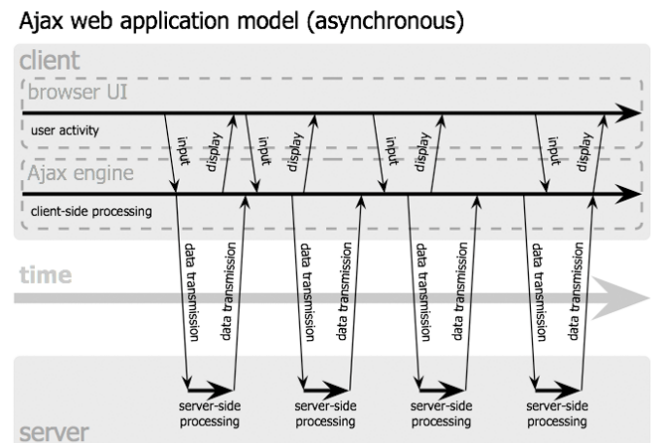 Ajax web application model (asynchronous)
client
browser UI
user activity
input
display
input
display
input
display
input
display
Ajax engine
client-side processing
data transmission
data transmission
data transmission
data transmission
data transmission
data transmission
data transmission
data transmission
time
server-side
processing
server-side
processing
server-side
processing
server-side
processing
server